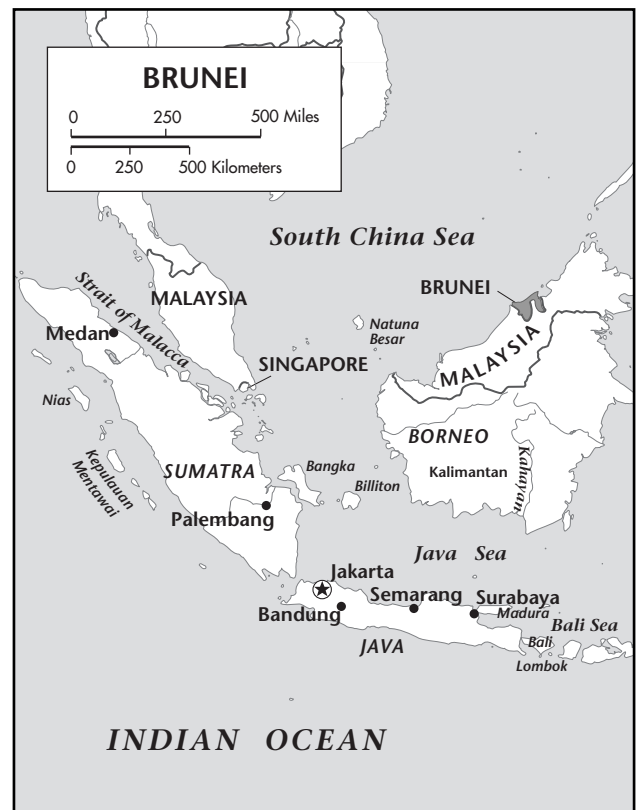 BRUNEI
0 250 500 Miles
0 250 500 Kilometers
South China Sea
BRUNEI
MALAYSIA
Strait of Malacca
Medan
Natuna
Besar
MALAYSIA
SINGAPORE
Nias
BORNEO
Kepulauan
Mentawai
SUMATRA
Bangka
Kalimantan
Kahayan
Billiton
Palembang
Java Sea
Jakarta
Semarang
Surabaya
Bandung
Madura
Bali Sea
JAVA
Bali
Lombok
INDIAN OCEAN